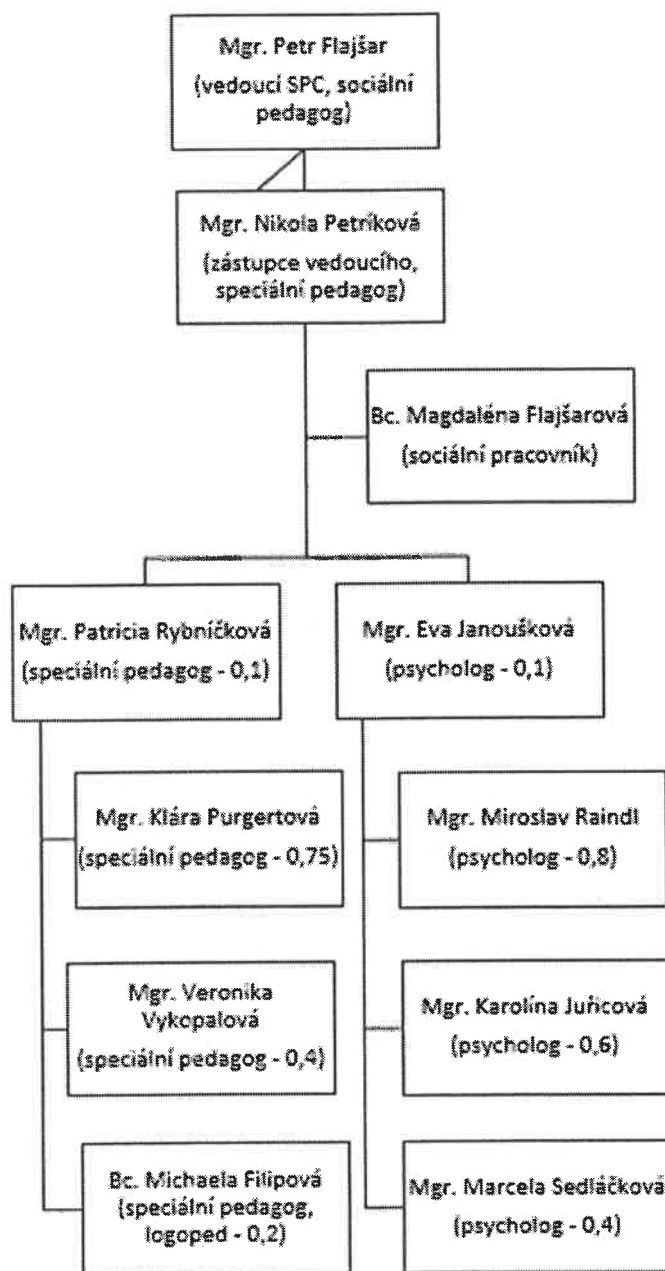 Mgr. Petr Flajšar
(vedoucí SPC, sociální
pedagog)
Mgr. Nikola Petríková
(zástupce vedoucího,
speciální pedagog)
Bc. Magdaléna Flajšarová
(sociální pracovník)
Mgr. Patricia Rybníčková
(speciální pedagog - 0,1)
Mgr. Eva Janoušková
(psycholog - 0,1)
Mgr. Klára Purgertová
(speciální pedagog - 0,75)
Mgr. Miroslav Raindl
(psycholog - 0,8)
Mgr. Veronika
Vykopalová
(speciální pedagog - 0,4)
Mgr. Karolína Juřicová
(psycholog - 0,6)
Bc. Michaela Filipová
(speciální pedagog,
logoped - 0,2)
Mgr. Marcela Sedláčková
(psycholog - 0,4)